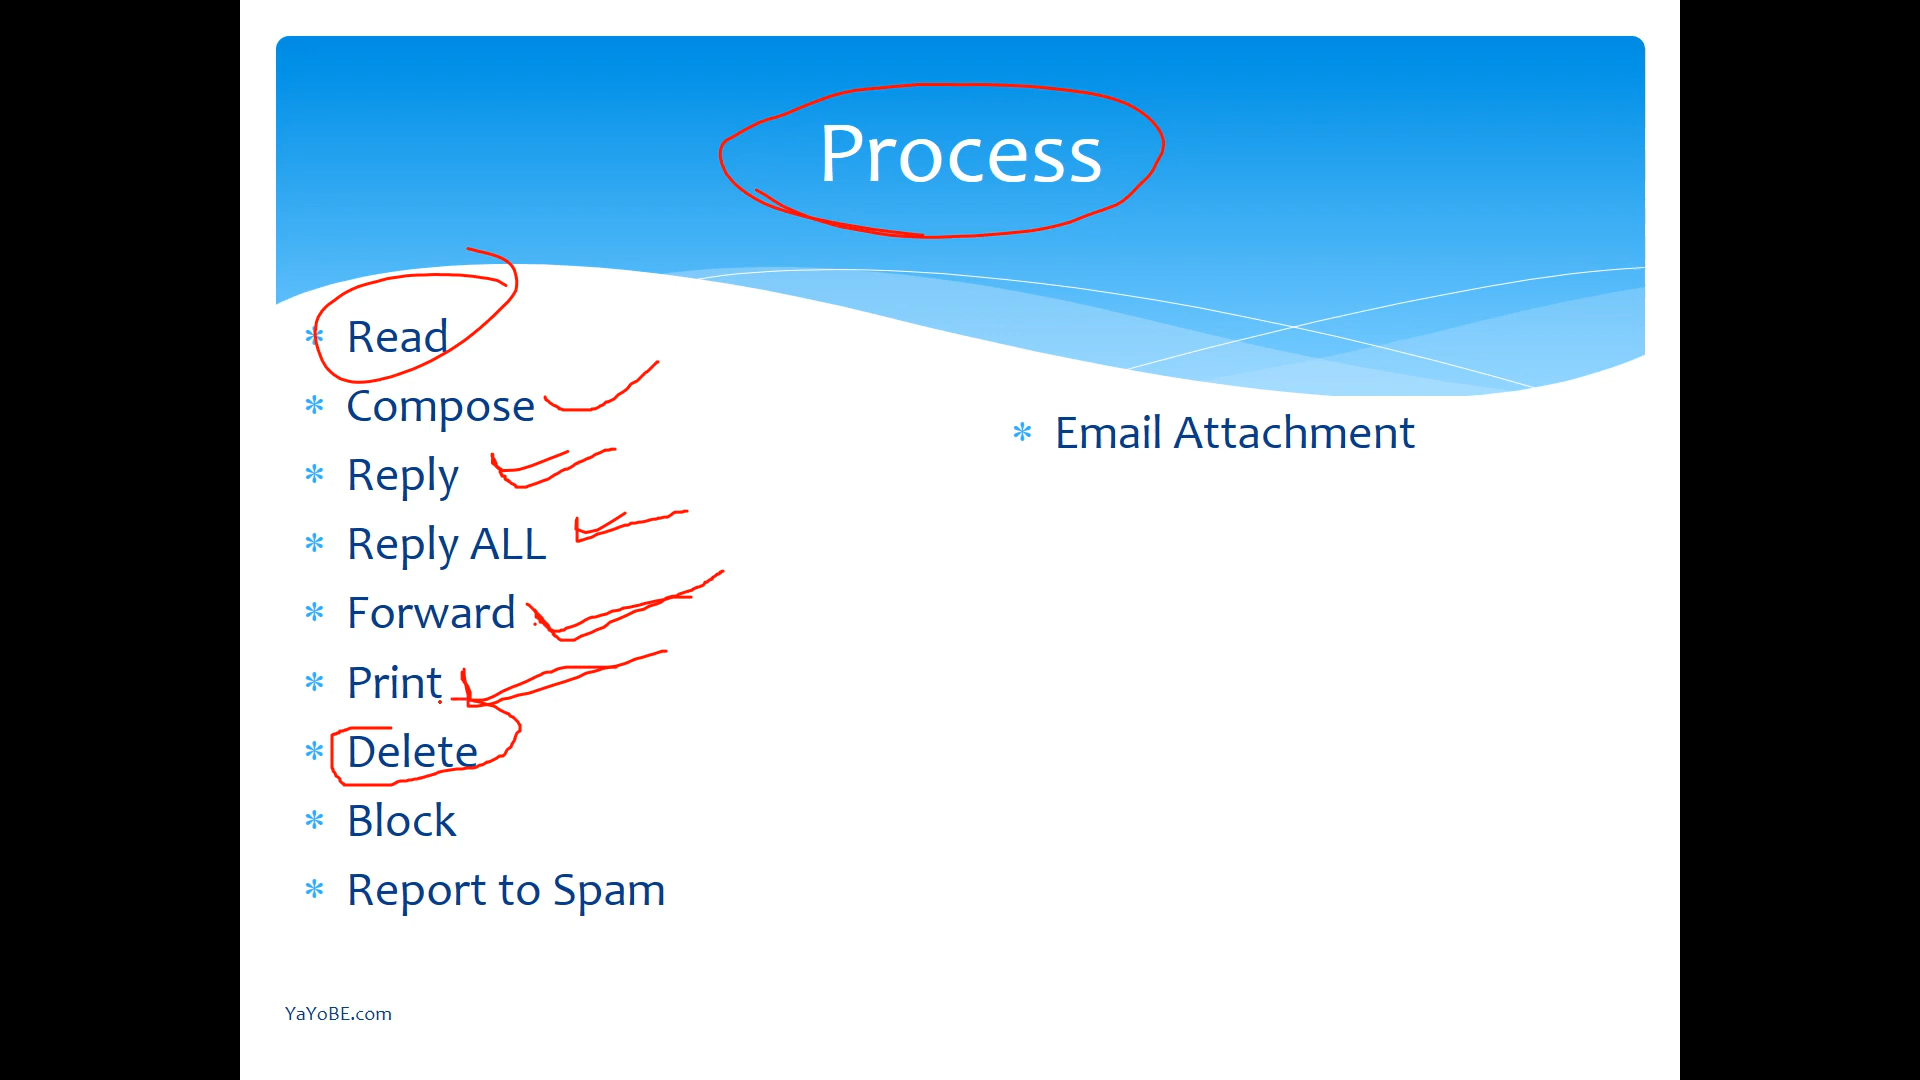 Process
* Read
* Compose
* Reply
* Reply ALL
* Forward
* Print
* Delete
* Block
* Report to Spam
* Email Attachment
YaYoBE.com